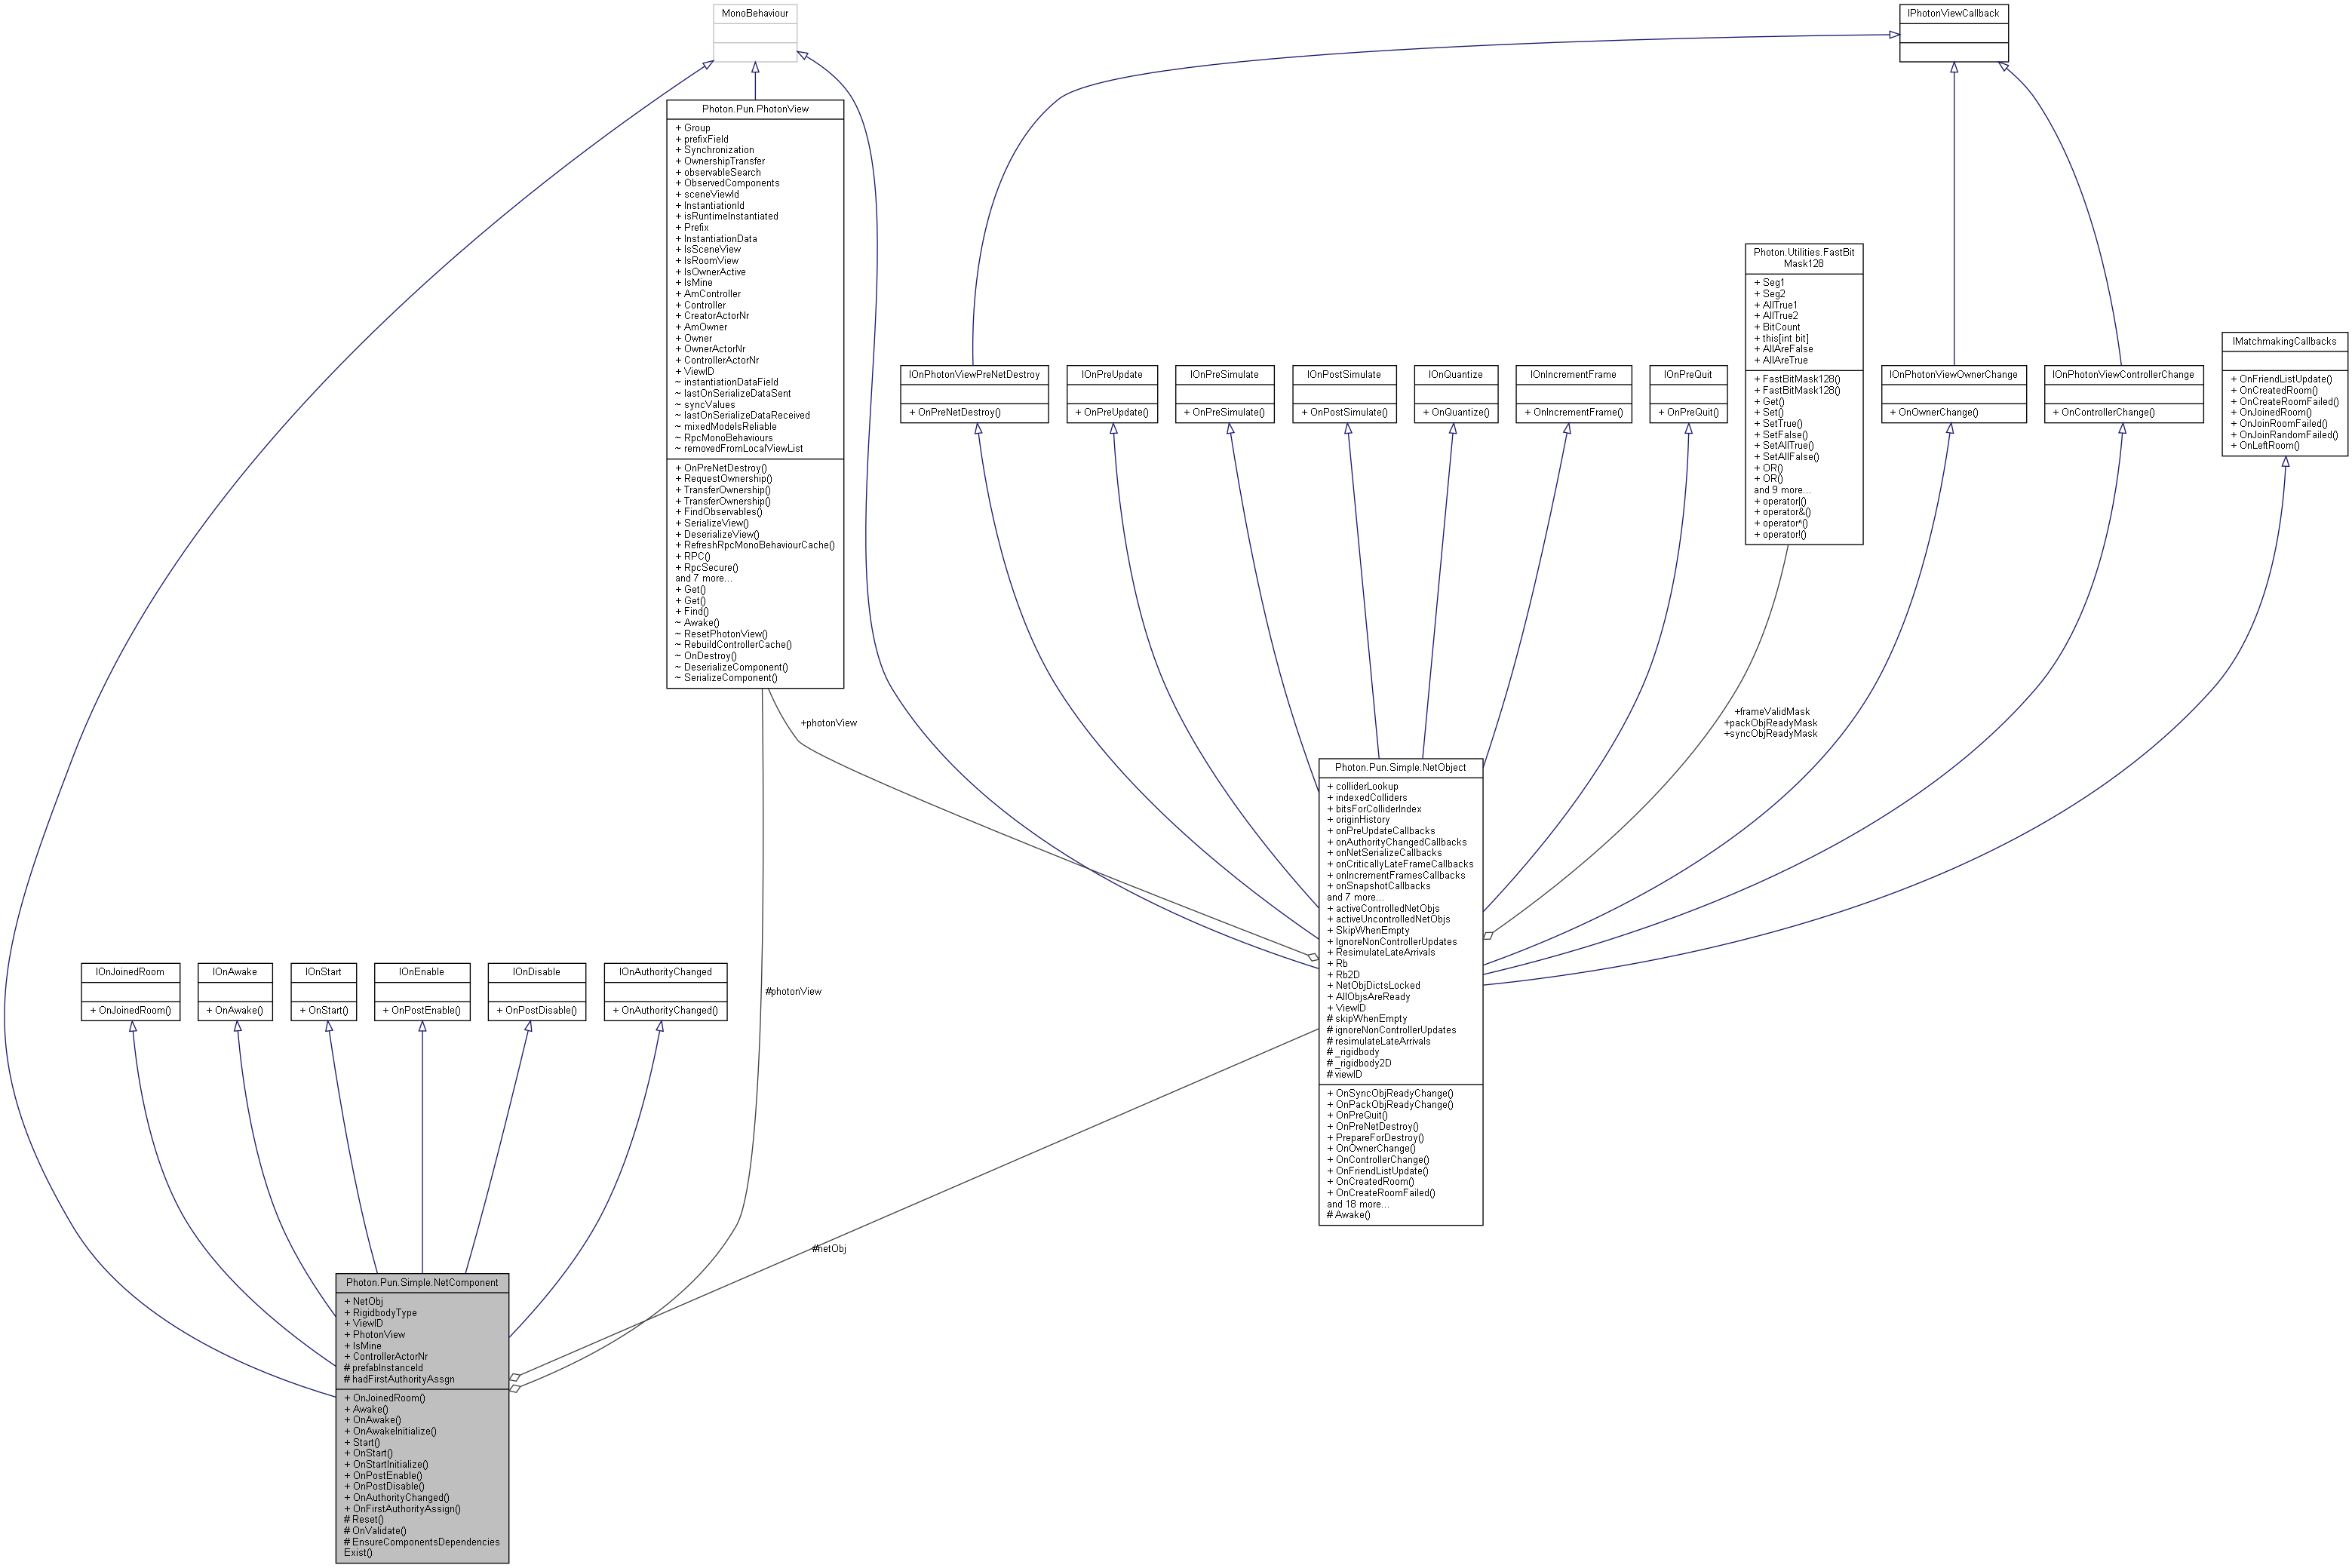 MonoBehaviour
IPhotonViewCallback
Photon.Pun.PhotonView
+ Group
+ prefixField
+ Synchronization
+ OwnershipTransfer
+ observableSearch
+ ObservedComponents
+ sceneViewId
+ InstantiationId
+ isRuntimeInstantiated
+ Prefix
+ InstantiationData
+ IsSceneView
+ IsRoomView
+ IsOwnerActive
+ IsMine
+ AmController
+ Controller
+ CreatorActorNr
+ AmOwner
+ Owner
+ OwnerActorNr
+ ControllerActorNr
+ ViewID
~ instantiationDataField
~ lastOnSerializeDataSent
~ syncValues
~ lastOnSerializeDataReceived
~ mixedModeIsReliable
~ RpcMonoBehaviours
~ removedFromLocalViewList
+ OnPreNetDestroy()
+ RequestOwnership()
+ TransferOwnership()
+ TransferOwnership()
+ FindObservables()
+ SerializeView()
+ DeserializeView()
+ RefreshRpcMonoBehaviourCache()
+ RPC()
+ RpcSecure()
and 7 more...
+ Get()
+ Get()
+ Find()
~ Awake()
~ ResetPhotonView()
~ RebuildControllerCache()
~ OnDestroy()
~ DeserializeComponent()
~ SerializeComponent()
Photon.Utilities.FastBit
Mask128
+ Seg1
+ Seg2
+ AllTrue1
+ AllTrue2
+ BitCount
+ this[int bit]
+ AllAreFalse
+ AllAreTrue
+ FastBitMask128()
+ FastBitMask128()
+ Get()
+ Set()
+ SetTrue()
+ SetFalse()
+ SetAllTrue()
+ SetAllFalse()
+ OR()
+ OR()
and 9 more...
+ operator|()
+ operator&()
+ operator^()
+ operator!()
IMatchmakingCallbacks
+ OnFriendListUpdate()
+ OnCreatedRoom()
+ OnCreateRoomFailed()
+ OnJoinedRoom()
+ OnJoinRoomFailed()
+ OnJoinRandomFailed()
+ OnLeftRoom()
IOnPhotonViewPreNetDestroy
+ OnPreNetDestroy()
IOnPreUpdate
+ OnPreUpdate()
IOnPreSimulate
+ OnPreSimulate()
IOnPostSimulate
+ OnPostSimulate()
IOnQuantize
+ OnQuantize()
IOnIncrementFrame
+ OnIncrementFrame()
IOnPreQuit
+ OnPreQuit()
IOnPhotonViewOwnerChange
+ OnOwnerChange()
IOnPhotonViewControllerChange
+ OnControllerChange()
+photonView
+frameValidMask
+packObjReadyMask
+syncObjReadyMask
Photon.Pun.Simple.NetObject
+ colliderLookup
+ indexedColliders
+ bitsForColliderIndex
+ originHistory
+ onPreUpdateCallbacks
+ onAuthorityChangedCallbacks
+ onNetSerializeCallbacks
+ onCriticallyLateFrameCallbacks
+ onIncrementFramesCallbacks
+ onSnapshotCallbacks
and 7 more...
+ activeControlledNetObjs
+ activeUncontrolledNetObjs
+ SkipWhenEmpty
+ IgnoreNonControllerUpdates
+ ResimulateLateArrivals
+ Rb
+ Rb2D
+ NetObjDictsLocked
+ AllObjsAreReady
+ ViewID
# skipWhenEmpty
# ignoreNonControllerUpdates
# resimulateLateArrivals
# _rigidbody
# _rigidbody2D
# viewID
+ OnSyncObjReadyChange()
+ OnPackObjReadyChange()
+ OnPreQuit()
+ OnPreNetDestroy()
+ PrepareForDestroy()
+ OnOwnerChange()
+ OnControllerChange()
+ OnFriendListUpdate()
+ OnCreatedRoom()
+ OnCreateRoomFailed()
and 18 more...
# Awake()
IOnJoinedRoom
+ OnJoinedRoom()
IOnAwake
+ OnAwake()
IOnStart
+ OnStart()
IOnEnable
+ OnPostEnable()
IOnDisable
+ OnPostDisable()
IOnAuthorityChanged
+ OnAuthorityChanged()
#photonView
#netObj
Photon.Pun.Simple.NetComponent
+ NetObj
+ RigidbodyType
+ ViewID
+ PhotonView
+ IsMine
+ ControllerActorNr
# prefabInstanceId
# hadFirstAuthorityAssgn
+ OnJoinedRoom()
+ Awake()
+ OnAwake()
+ OnAwakeInitialize()
+ Start()
+ OnStart()
+ OnStartInitialize()
+ OnPostEnable()
+ OnPostDisable()
+ OnAuthorityChanged()
+ OnFirstAuthorityAssign()
# Reset()
# OnValidate()
# EnsureComponentsDependencies
Exist()